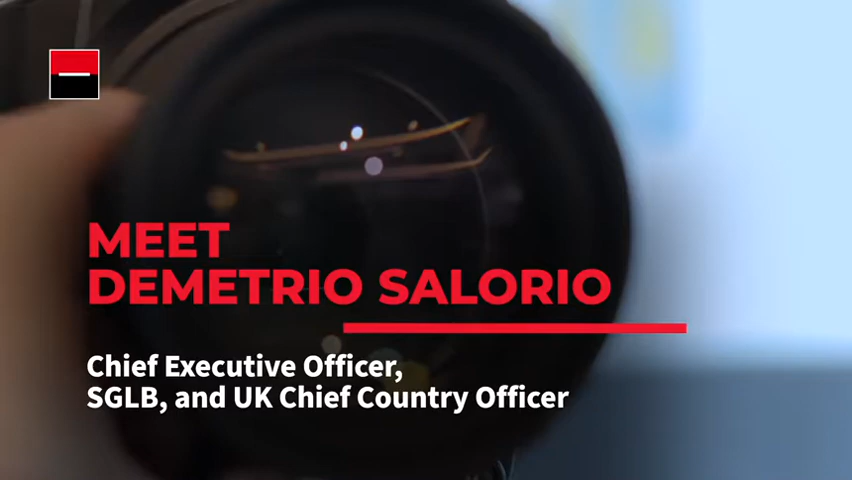 MEET
DEMETRIO SALORIO
Chief Executive Officer,
SGLB, and UK Chief Country Officer